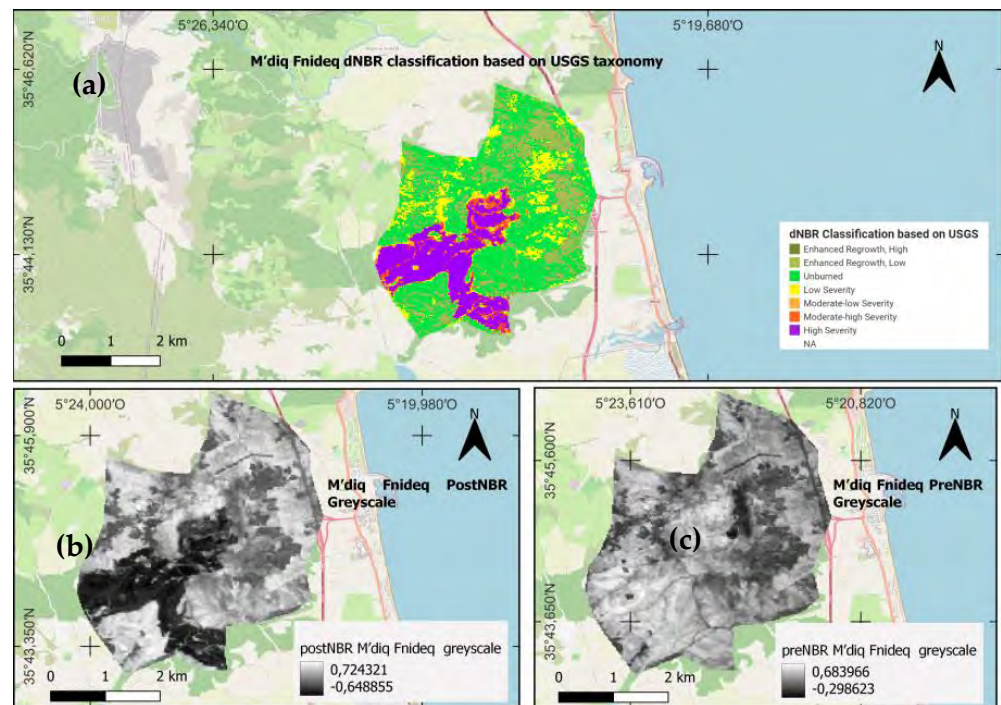 5°26,340'O
5°19,680'O
35°46,620'N
(a)
M'diq Fnideq dNBR classification based on USGS taxonomy
N
35°44,130'N
dNBR Classification based on USGS
Enhanced Regrowth, High
Enhanced Regrowth, Low
Unburned
Low Severity
Moderate-low Severity
Moderate-high Severity
High Severity
NA
0 1 2 km
5°24,000'O
5°19,980'O
35°45,900'N
N
M'diq Fnideq PostNBR
Greyscale
(b)
35°43,350'N
postNBR M'diq Fnideq greyscale
0,724321
-0,648855
0 1 2 km
5°23,610'O
5°20,820'O
35°45,600'N
N
M'diq Fnideq PreNBR
Greyscale
(c)
35°43,650'N
preNBR M'diq Fnideq greyscale
0,683966
-0,298623
0 1 2 km